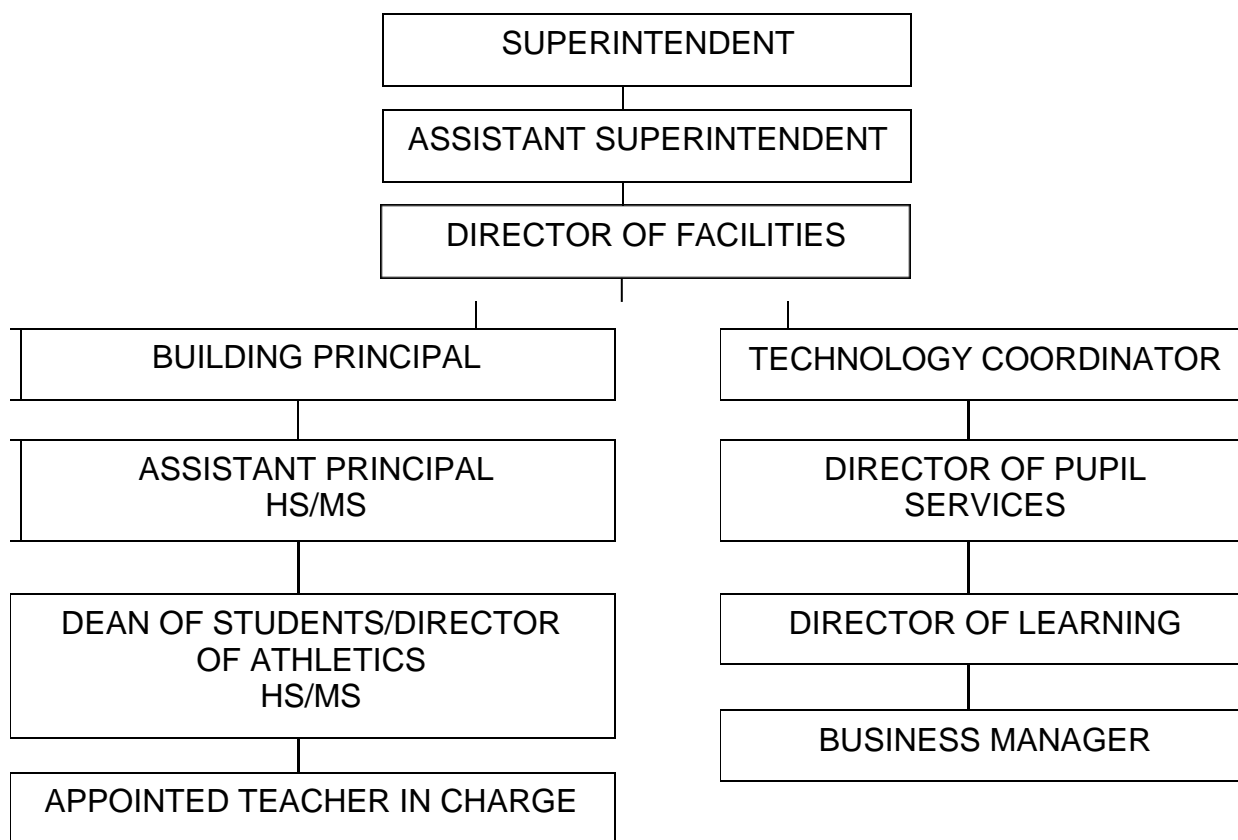 SUPERINTENDENT
ASSISTANT SUPERINTENDENT
DIRECTOR OF FACILITIES
BUILDING PRINCIPAL
ASSISTANT PRINCIPAL
HS/MS
DEAN OF STUDENTS/DIRECTOR
OF ATHLETICS
HS/MS
APPOINTED TEACHER IN CHARGE
TECHNOLOGY COORDINATOR
DIRECTOR OF PUPIL
SERVICES
DIRECTOR OF LEARNING
BUSINESS MANAGER